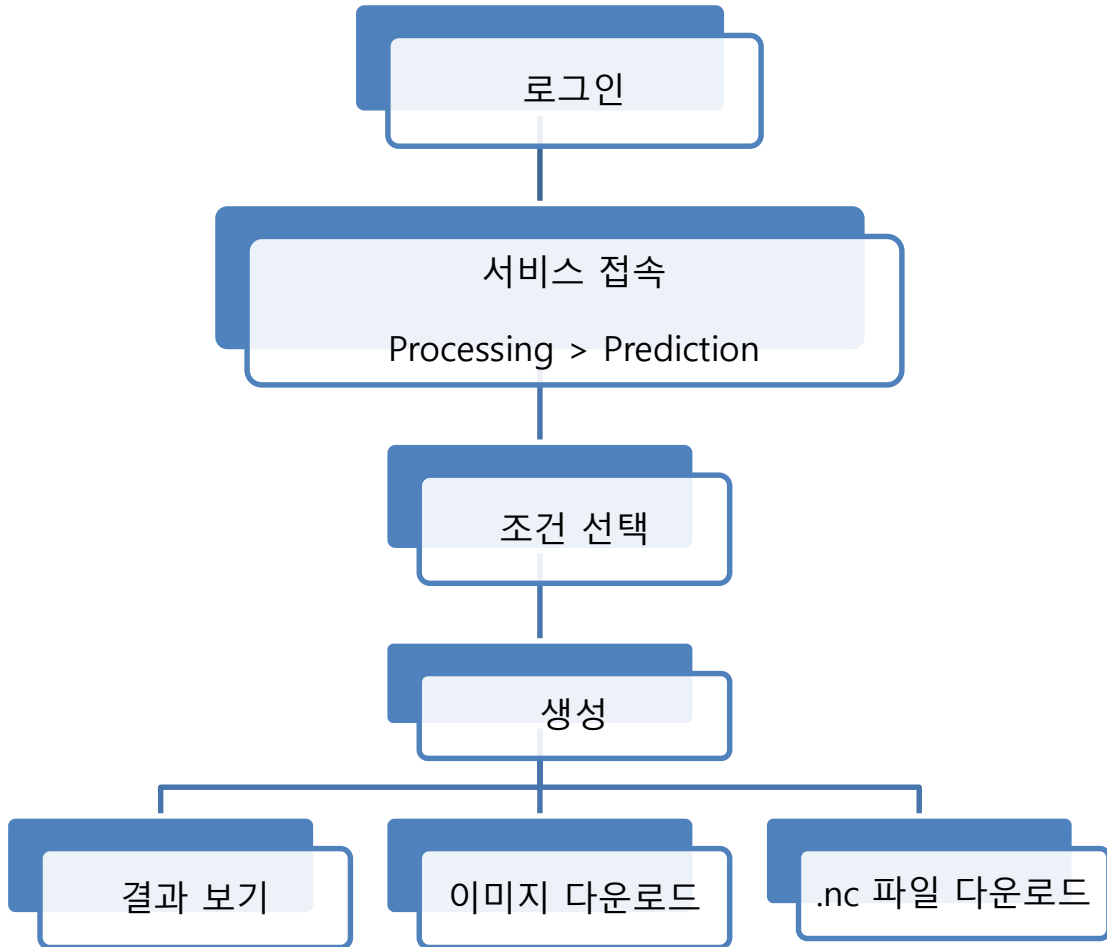 로그인
서비스 접속
Processing > Prediction
조건 선택
생성
결과 보기
이미지 다운로드
.nc 파일 다운로드